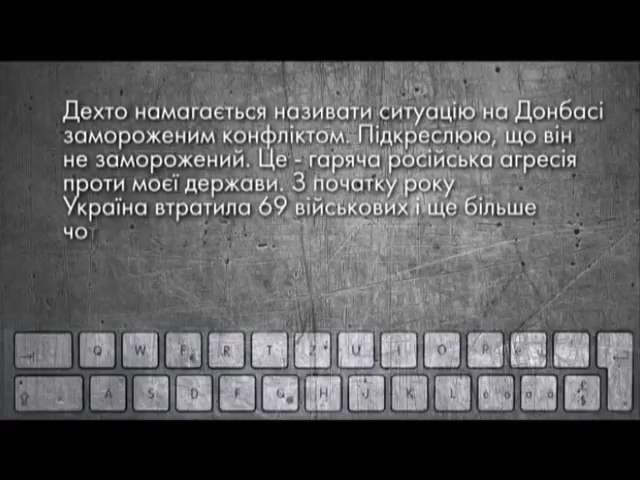 Дехто намагається називати ситуацію на Донбасі
замороженим конфліктом. Підкреслюю, що він
не заморожений. Це - гаряча російська агресія
проти моєї держави. З початку року
Україна втратила 69 військових і ще більше
чо
Q W E R T Z U I O P
A S D F G H J K L ö ä à £
$